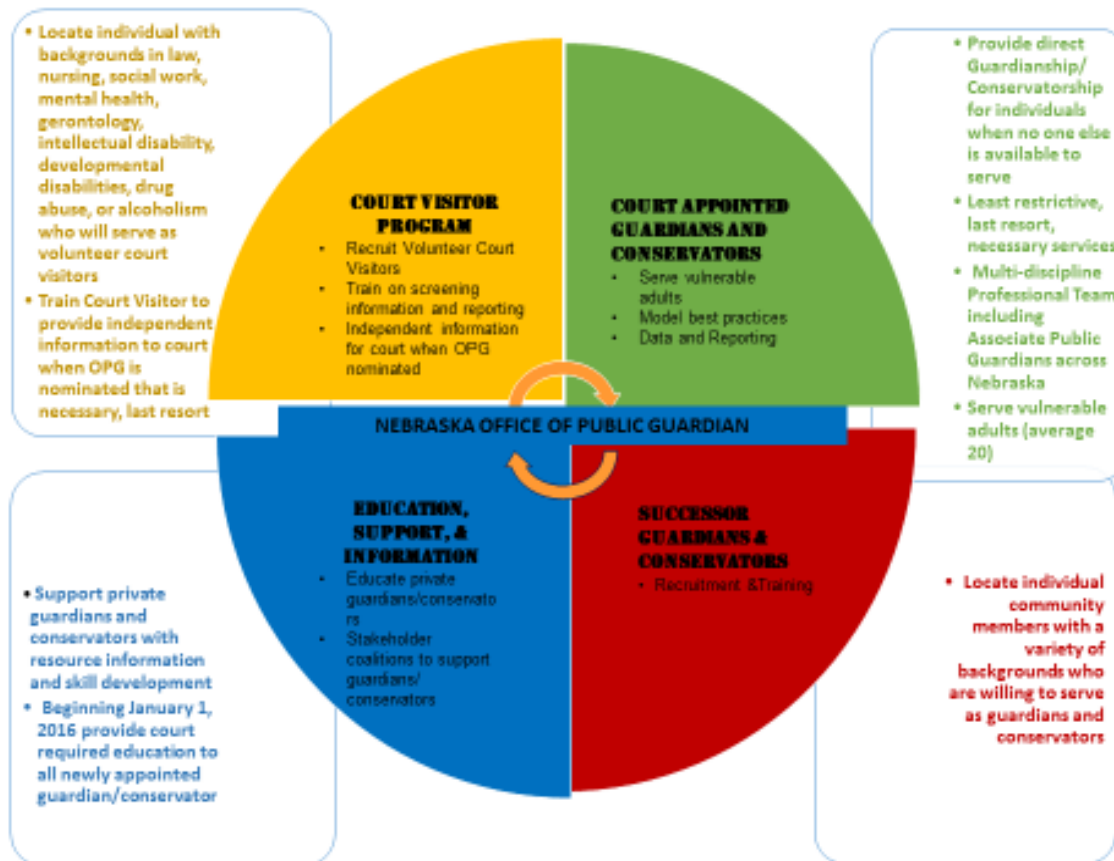 • Locate individual with
backgrounds in law,
nursing, social work,
mental health,
gerontology,
intellectual disability,
developmental
disabilities, drug
abuse, or alcoholism
who will serve as
volunteer court
visitors
• Train Court Visitor to
provide independent
information to court
when OPG is
nominated that is
necessary, last resort
COURT VISITOR
PROGRAM
• Recruit Volunteer Court
Visitors
• Train on screening
information and reporting
• Independent information
for court when OPG
nominated
COURT APPOINTED
GUARDIANS AND
CONSERVATORS
• Serve vulnerable
adults
• Model best practices
• Data and Reporting
• Provide direct
Guardianship/
Conservatorship
for individuals
when no one else
is available to
serve
• Least restrictive,
last resort,
necessary services
• Multi-discipline
Professional Team
including
Associate Public
Guardians across
Nebraska
• Serve vulnerable
adults (average
20)
NEBRASKA OFFICE OF PUBLIC GUARDIAN
• Support private
guardians and
conservators with
resource information
and skill development
• Beginning January 1,
2016 provide court
required education to
all newly appointed
guardian/conservator
EDUCATION,
SUPPORT, &
INFORMATION
• Educate private
guardians/conservato
rs
• Stakeholder
coalitions to support
guardians/
conservators
SUCCESSOR
GUARDIANS &
CONSERVATORS
• Recruitment &Training
• Locate individual
community
members with a
variety of
backgrounds who
are willing to serve
as guardians and
conservators